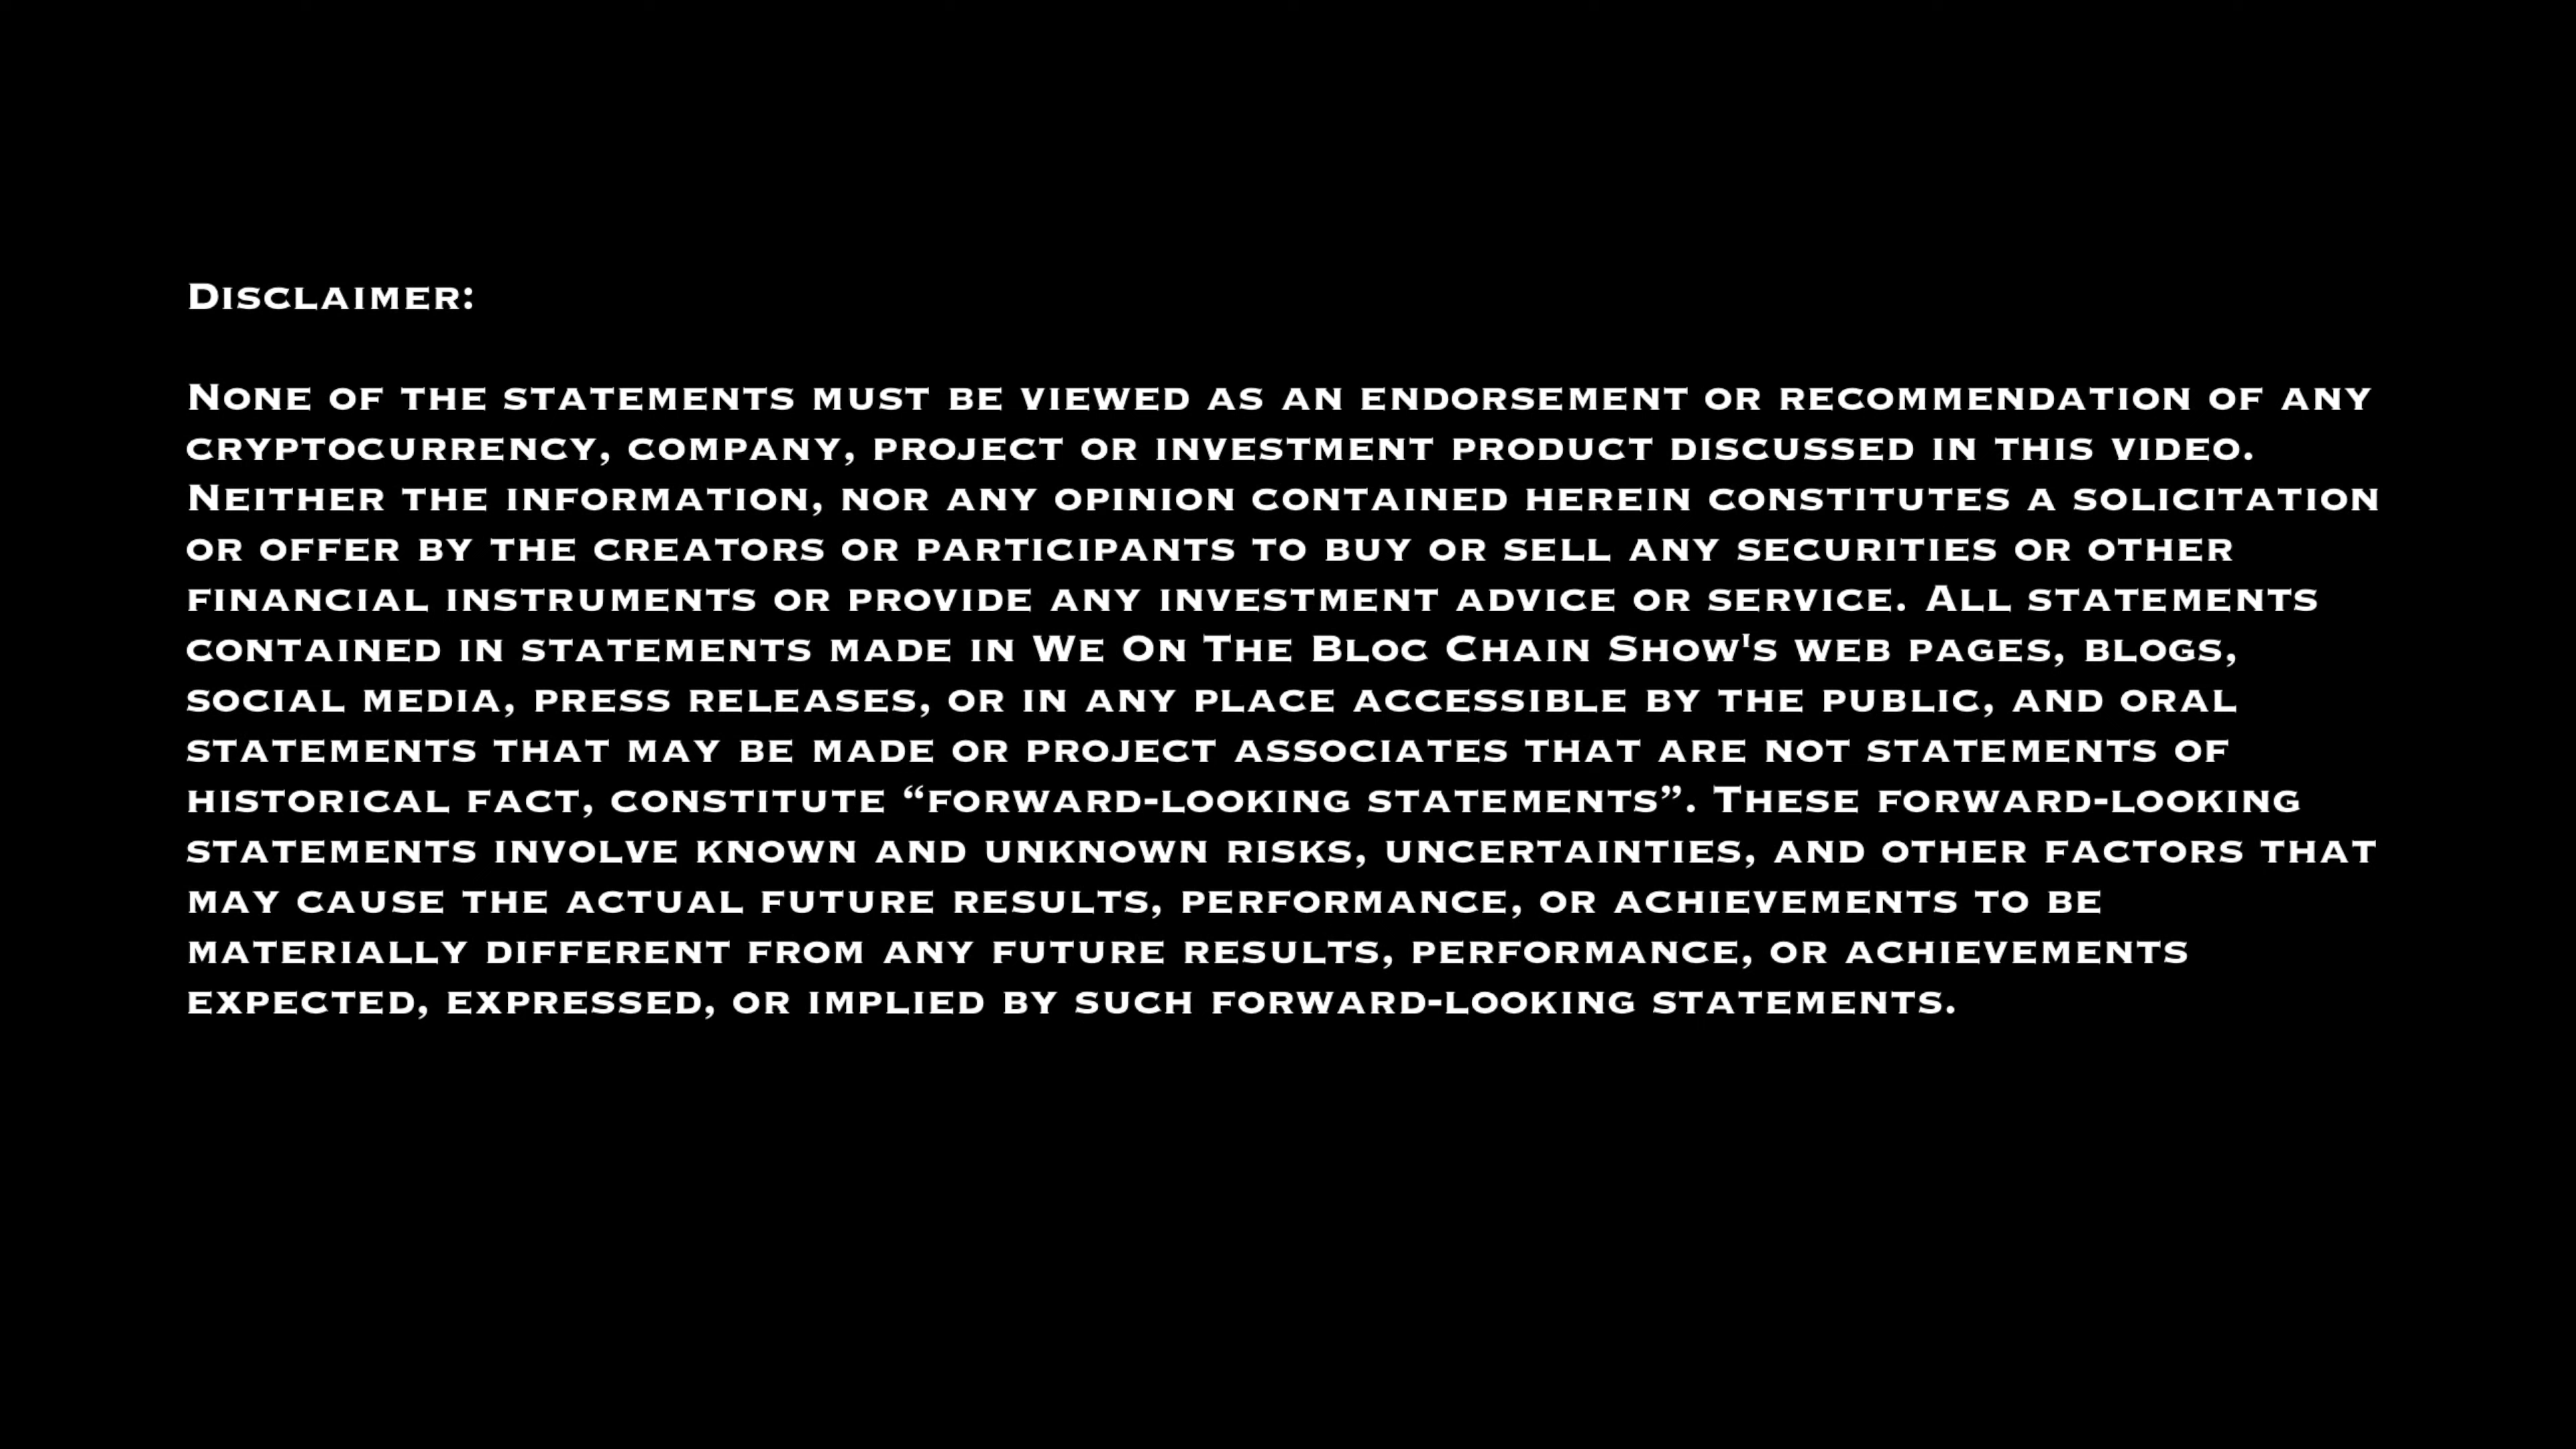 Disclaimer:
None of the statements must be viewed as an endorsement or recommendation of any
cryptocurrency, company, project or investment product discussed in this video.
Neither the information, nor any opinion contained herein constitutes a solicitation
or offer by the creators or participants to buy or sell any securities or other
financial instruments or provide any investment advice or service. All statements
contained in statements made in We On The Bloc Chain Show's web pages, blogs,
social media, press releases, or in any place accessible by the public, and oral
statements that may be made or project associates that are not statements of
historical fact, constitute “forward-looking statements”. These forward-looking
statements involve known and unknown risks, uncertainties, and other factors that
may cause the actual future results, performance, or achievements to be
materially different from any future results, performance, or achievements
expected, expressed, or implied by such forward-looking statements.